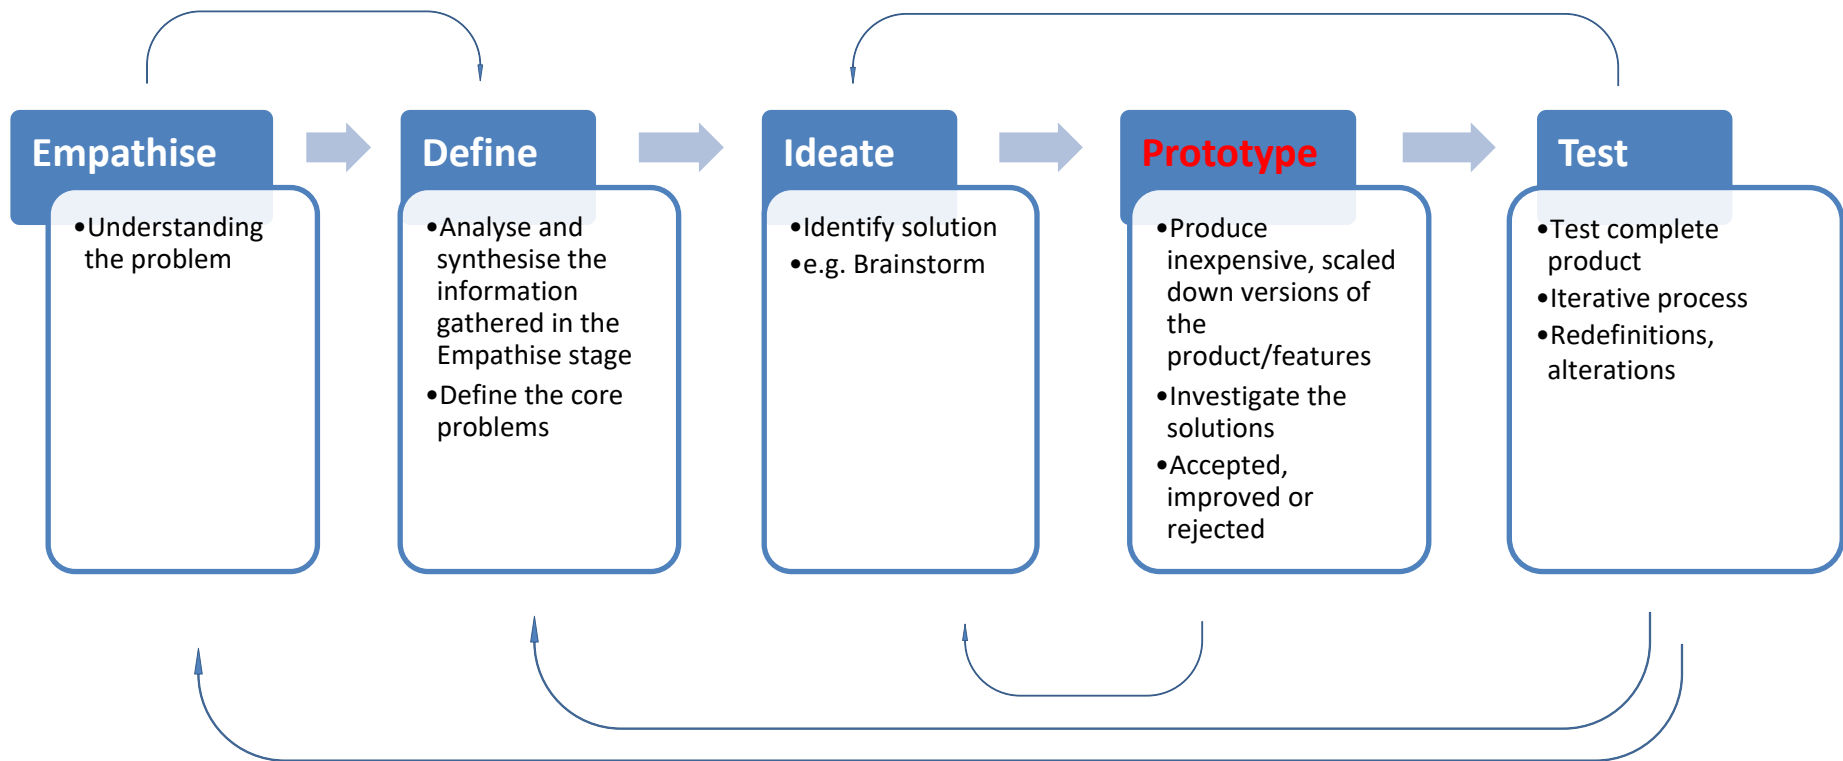 Empathise
•Understanding
the problem
Define
•Analyse and
synthesise the
information
gathered in the
Empathise stage
•Define the core
problems
Ideate
•Identify solution
•e.g. Brainstorm
Prototype
•Produce
inexpensive, scaled
down versions of
the
product/features
•Investigate the
solutions
•Accepted,
improved or
rejected
Test
•Test complete
product
•Iterative process
•Redefinitions,
alterations